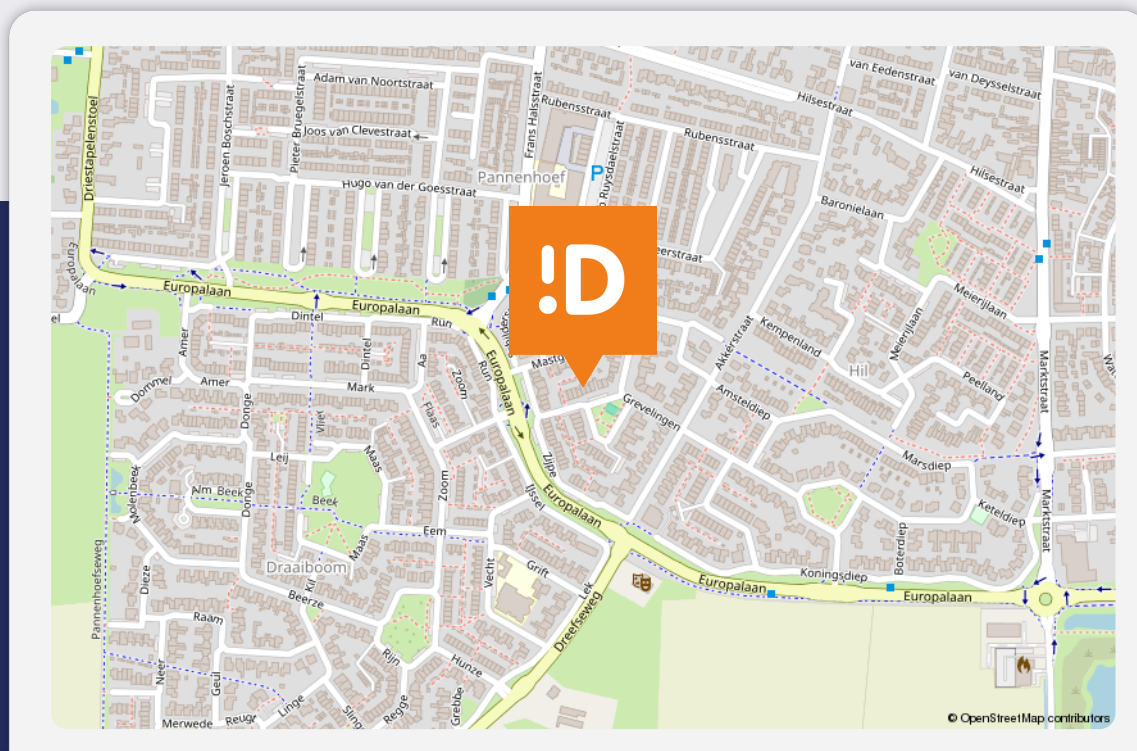 Adam van Noortstraat
van Eedenstraat
van Deysselstraat
Driestapelenstoel
Jeroen Boschstraat
Pieter Bruegelstraat
Frans Halsstraat
Rubensstraat
Hilsestraat
Joos van Clevestraat
Rubensstraat
Pannenhoef
P
Ruysdaelstraat
Hilsestraat
Hugo van der Goesstraat
Baronielaan
!D
Europalaan
Europalaan
Europalaan
Meierijlaan
Dintel
Run
Amer
Dintel
Aa
Run
Europalaan
Akkerstraat
Kempenland
Meierijlaan
Hil
Marktstraat
Dommel
Amer
Mark
Zoom
Peelland
Donge
Vliet
Flaas
Amsteldiep
Grevelingen
Leij
Maas
Zijpe
Marsdiep
Molenbeek
Alm Beek
Donge
Beek
Zoom
IJssel
Europalaan
Keteldiep
Marktstraat
Eem
Boterdiep
Pannenhoefseweg
Dieze
Draaiboom
Kil
Maas
Vecht
Grift
Lek
Koningsdiep
Europalaan
Europalaan
Beerze
Raam
Dreefseweg
Neer
Geul
Rijn
Hunze
Linge
Regge
Grebbe
Merwede
© OpenStreetMap contributors